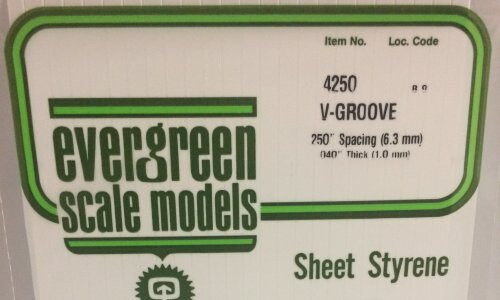 Item No. Loc. Code
4250
V-GROOVE
250" Spacing (6.3 mm)
040" Thick (1.0 mm)
evergreen
scale models
Sheet Styrene